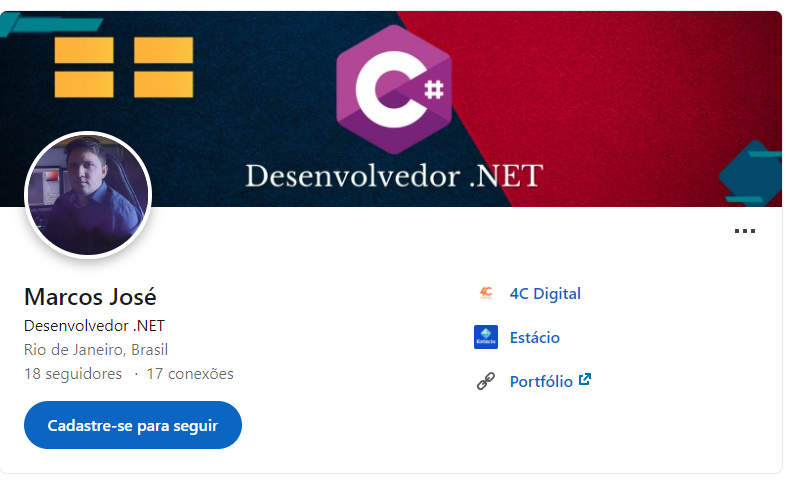 C#
Desenvolvedor .NET
Marcos José
Desenvolvedor .NET
Rio de Janeiro, Brasil
18 seguidores · 17 conexões
Cadastre-se para seguir
4C
4C Digital
Estácio
Estácio
Portfólio